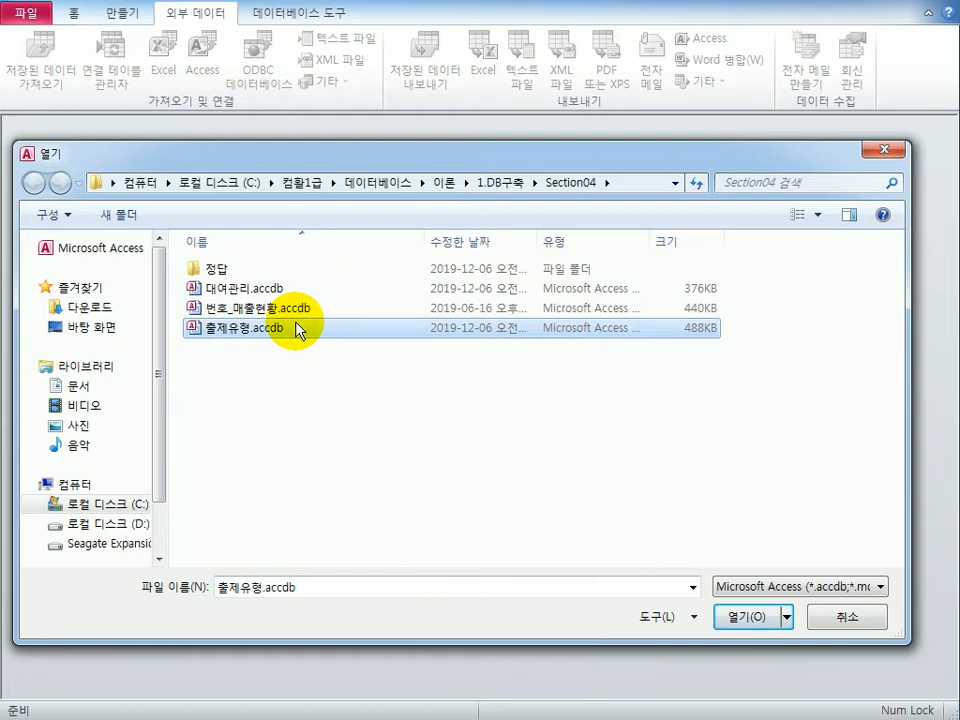 파일 홈 만들기 외부 데이터 데이터베이스 도구
저장된 데이터 가져오기
연결 테이블 관리자
Excel
Access
ODBC 데이터베이스
텍스트 파일
XML 파일
기타
가져오기 및 연결
저장된 데이터 내보내기
Excel
텍스트 파일
XML 파일
PDF 또는 XPS
전자 메일
Access
Word 병합(W)
기타
내보내기
전자 메일 만들기
회신 관리
데이터 수집
열기
컴퓨터 로컬 디스크 (C:) 컴활1급 데이터베이스 이론 1.DB구축 Section04
Section04 검색
구성 새 폴더
Microsoft Access
즐겨찾기
다운로드
바탕 화면
라이브러리
문서
비디오
사진
음악
컴퓨터
로컬 디스크 (C:)
로컬 디스크 (D:)
Seagate Expansi
이름 수정한 날짜 유형 크기
정답 2019-12-06 오전... 파일 폴더
대여관리.accdb 2019-12-06 오전... Microsoft Access ... 376KB
번호_매출현황.accdb 2019-06-16 오후... Microsoft Access ... 440KB
출제유형.accdb 2019-12-06 오전... Microsoft Access ... 488KB
파일 이름(N): 출제유형.accdb Microsoft Access (*.accdb;*.mc
도구(L) 열기(O) 취소
준비 Num Lock